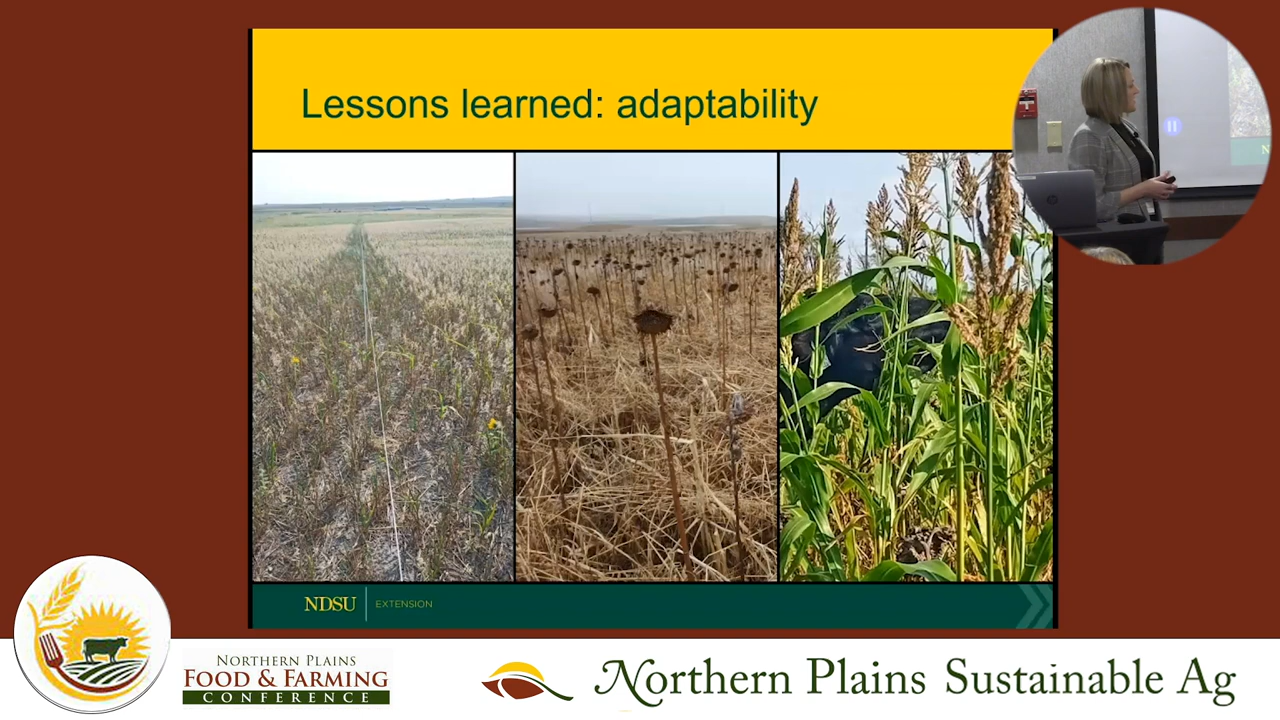 Lessons learned: adaptability
NDSU
EXTENSION
NORTHERN PLAINS
FOOD & FARMING
CONFERENCE
Northern Plains Sustainable Ag